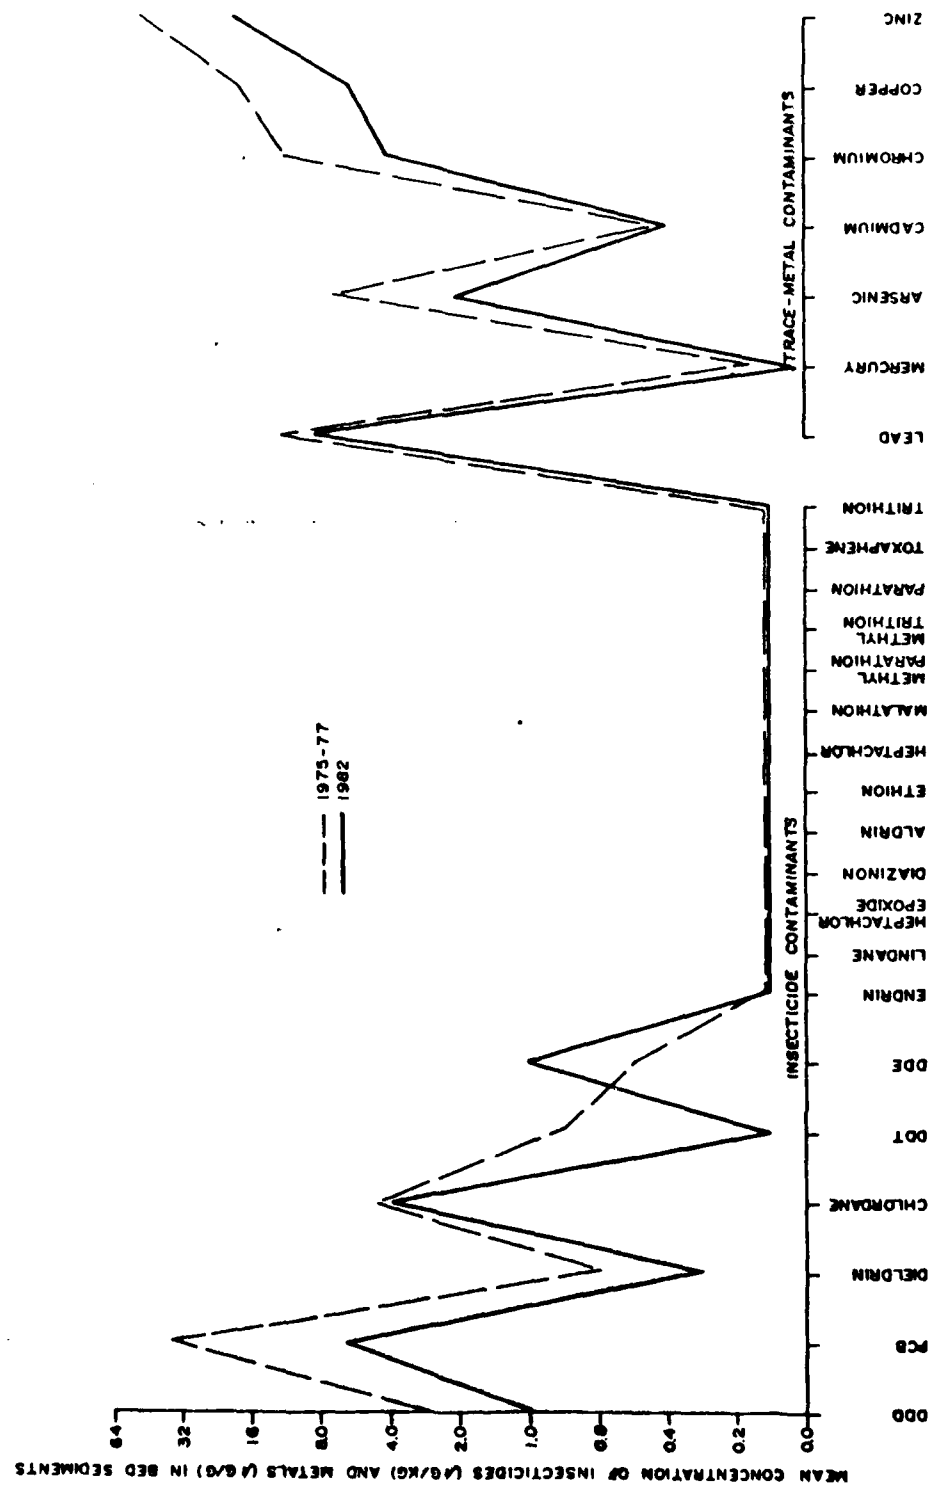 MEAN CONCENTRATION OF INSECTICIDES (μG/KG) AND METALS (μG/G) IN BED SEDIMENTS
64
32
16
8.0
4.0
2.0
1.0
0.8
0.4
0.2
0.0
1975-77
1982
INSECTICIDE CONTAMINANTS
TRACE-METAL CONTAMINANTS
DDD
PCB
DIELDRIN
CHLORDANE
DDT
DDE
ENDRIN
LINDANE
HEPTACHLOR
EPOXIDE
DIAZINON
ALDRIN
ETHION
HEPTACHLOR
MALATHION
METHYL
PARATHION
METHYL
TRITHION
PARATHION
TOXAPHENE
TRITHION
LEAD
MERCURY
ARSENIC
CADMIUM
CHROMIUM
COPPER
ZINC